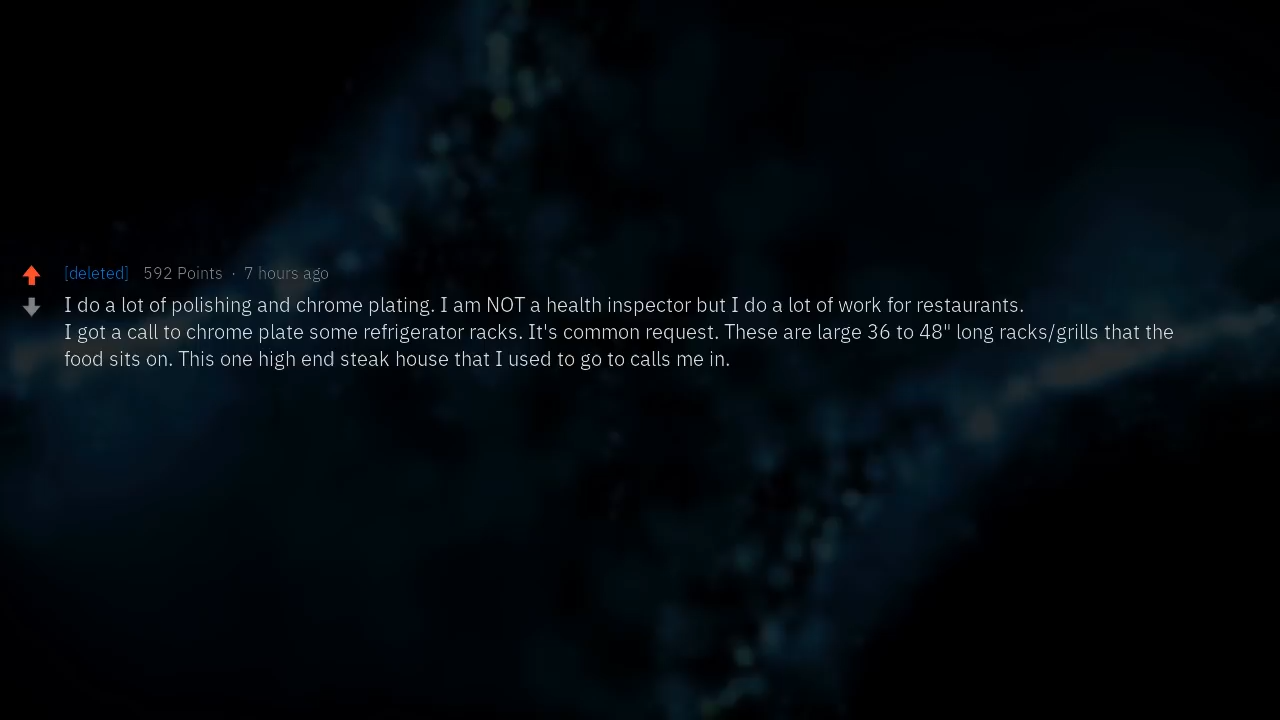 [deleted] 592 Points · 7 hours ago
I do a lot of polishing and chrome plating. I am NOT a health inspector but I do a lot of work for restaurants.
I got a call to chrome plate some refrigerator racks. It's common request. These are large 36 to 48" long racks/grills that the
food sits on. This one high end steak house that I used to go to calls me in.